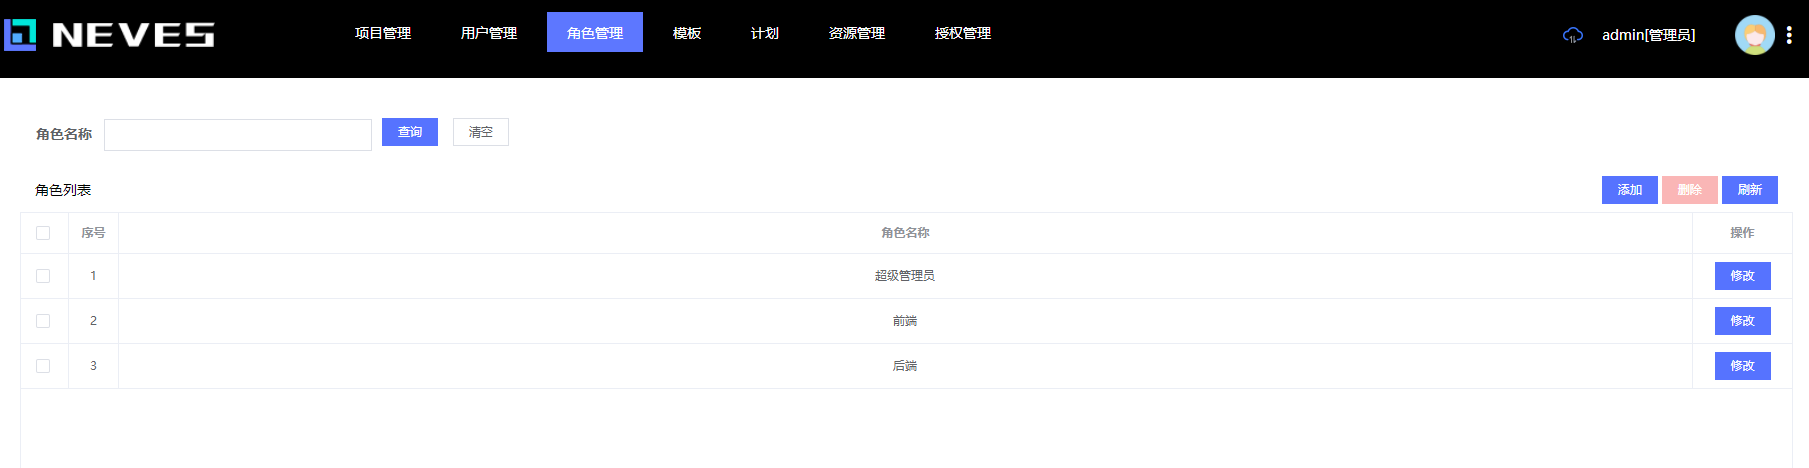 NEVES 项目管理 用户管理 角色管理 模板 计划 资源管理 授权管理 admin[管理员]
角色名称 查询 清空
角色列表 添加 删除 刷新
序号 角色名称 操作
1 超级管理员 修改
2 前端 修改
3 后端 修改